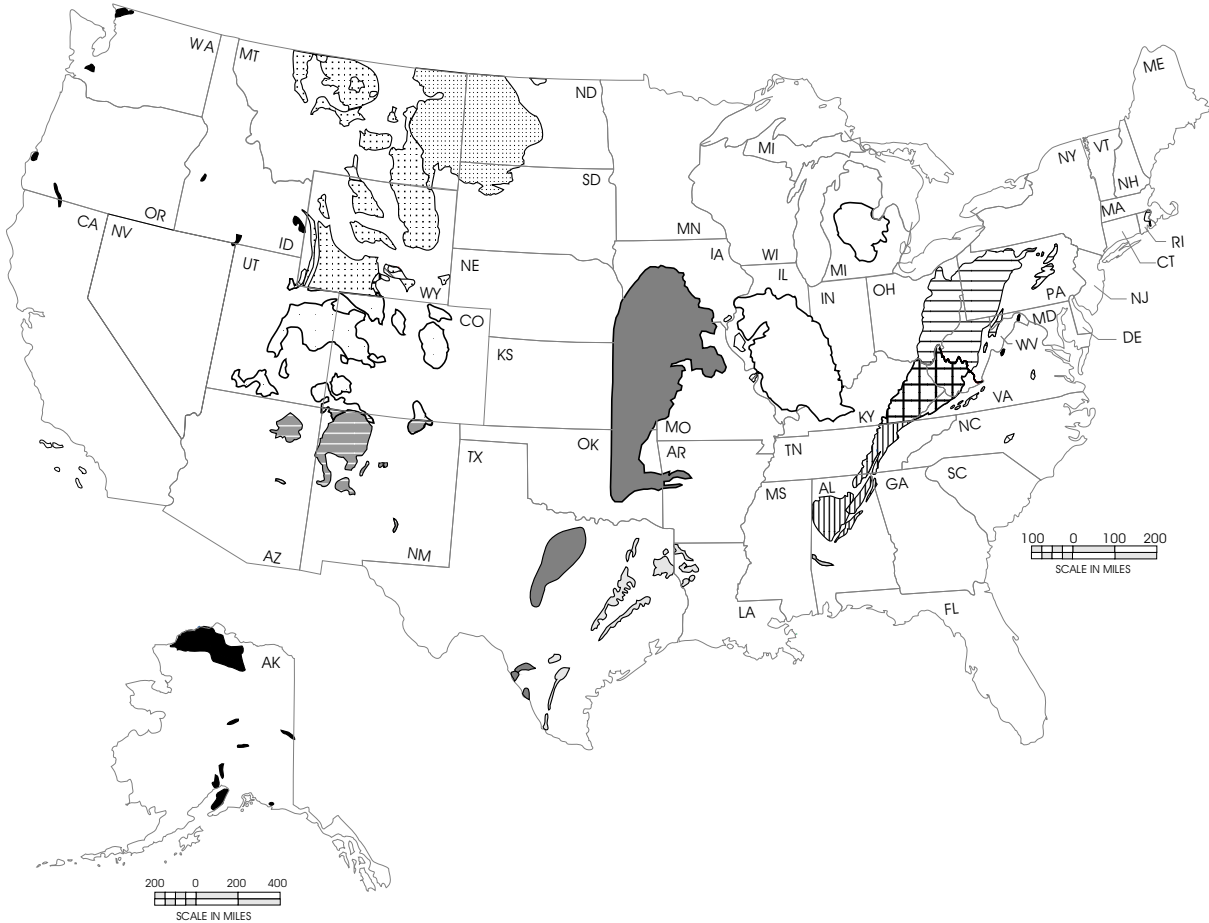 WA
MT
ND
ME
MI
NY
VT
SD
NH
MA
OR
CA
NV
ID
MN
IA
WI
RI
UT
NE
WY
IL
MI
CT
IN
OH
PA
NJ
CO
MD
KS
WV
DE
VA
KY
MO
NC
OK
TX
AR
TN
SC
MS
AL
GA
AZ
NM
100 0 100 200
SCALE IN MILES
LA
FL
AK
200 0 200 400
SCALE IN MILES